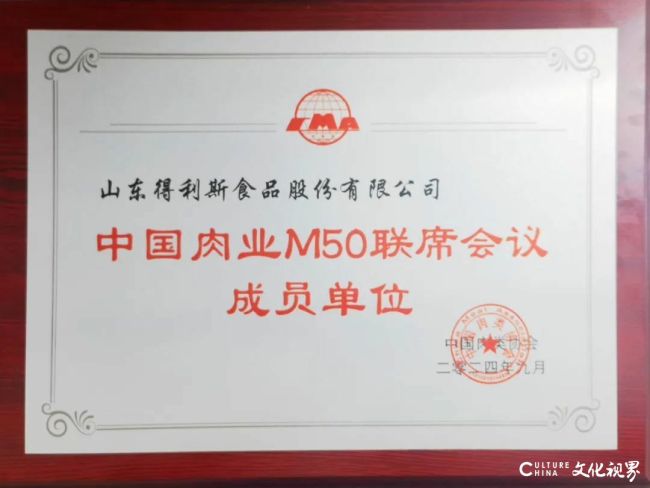 CMA
山东得利斯食品股份有限公司
中国肉业M50联席会议
成员单位
中国肉类协会
二零二四年九月
CULTURE
CHINA
文化视界